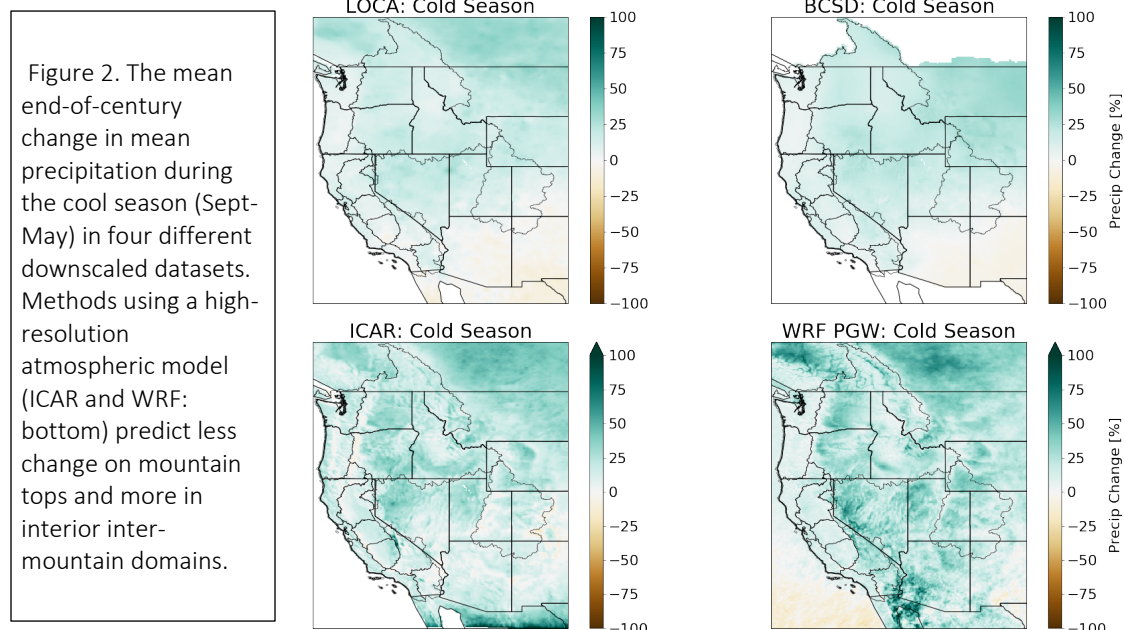 Figure 2. The mean
end-of-century
change in mean
precipitation during
the cool season (Sept-
May) in four different
downscaled datasets.
Methods using a high-
resolution
atmospheric model
(ICAR and WRF:
bottom) predict less
change on mountain
tops and more in
interior inter-
mountain domains.
LOCA: Cold Season
100
75
50
25
0
−25
−50
−75
−100
BCSD: Cold Season
100
75
50
25
0
−25
−50
−75
−100
Precip Change [%]
ICAR: Cold Season
100
75
50
25
0
−25
−50
−75
−100
WRF PGW: Cold Season
100
75
50
25
0
−25
−50
−75
−100
Precip Change [%]